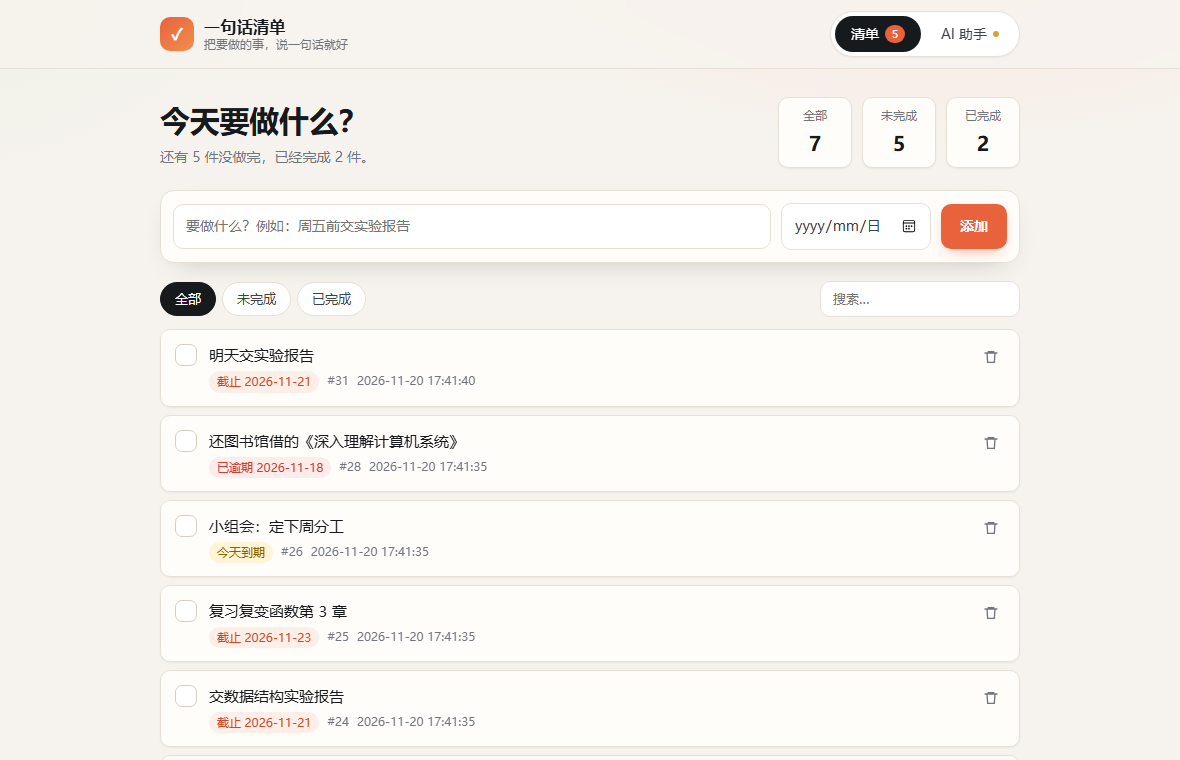 一句话清单
把要做的事，说一句话就好
清单 5
AI 助手
今天要做什么？
还有 5 件没做完，已经完成 2 件。
全部
7
未完成
5
已完成
2
要做什么？例如：周五前交实验报告
yyyy/mm/日
添加
全部
未完成
已完成
搜索...
明天交实验报告
截止 2026-11-21 #31 2026-11-20 17:41:40
还图书馆借的《深入理解计算机系统》
已逾期 2026-11-18 #28 2026-11-20 17:41:35
小组会：定下周分工
今天到期 #26 2026-11-20 17:41:35
复习复变函数第 3 章
截止 2026-11-23 #25 2026-11-20 17:41:35
交数据结构实验报告
截止 2026-11-21 #24 2026-11-20 17:41:35